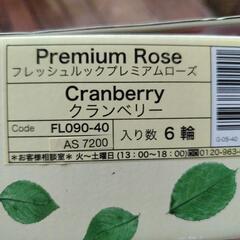 Premium Rose
フレッシュルックプレミアムローズ
Cranberry
クランベリー
Code FL090-40 入り数 6 輪
AS 7200
*お客様相談室* 火~土曜日(13:00~18:00) 0120-963-
G-05-40